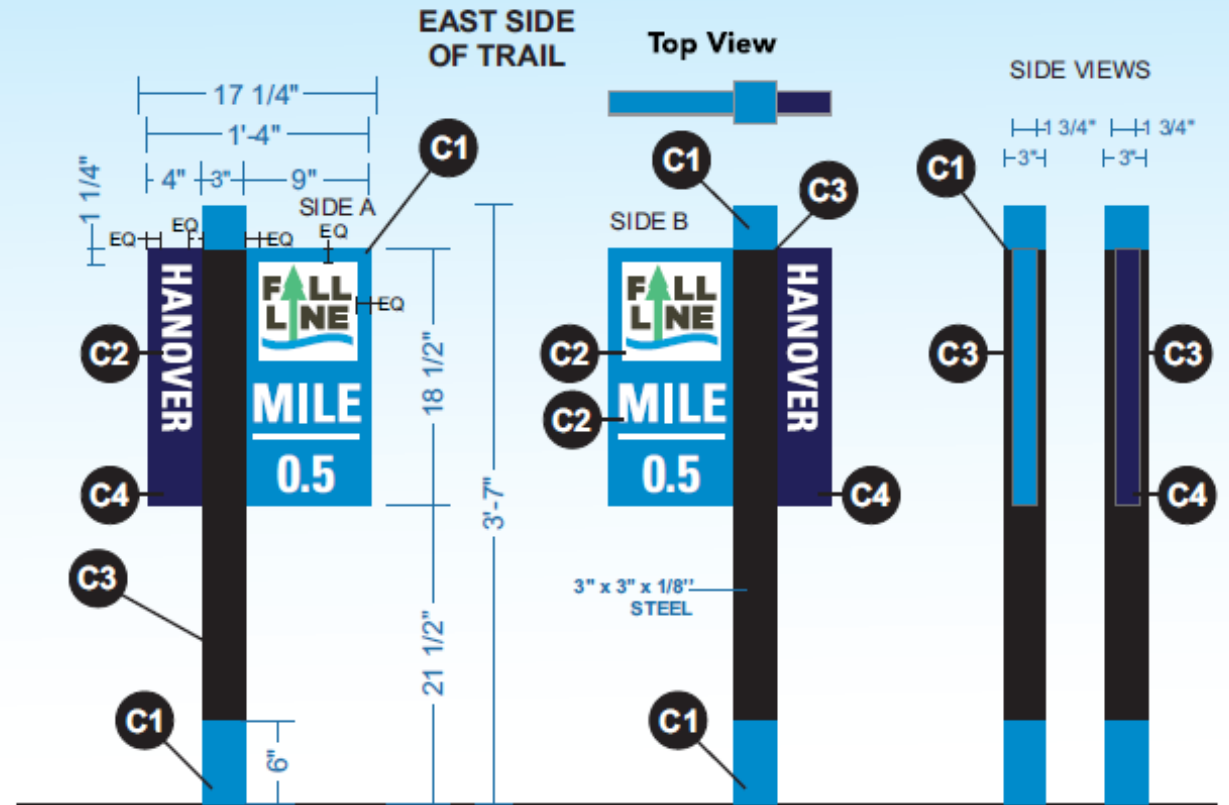 EAST SIDE
OF TRAIL
Top View
SIDE VIEWS
17 1/4"
1'-4"
4"
3"
9"
1 1/4"
EQ
EQ
EQ
SIDE A
EQ
EQ
C1
HANOVER
FALL
LINE
MILE
0.5
C2
C4
C3
C1
6"
18 1/2"
21 1/2"
3'-7"
C1
C3
SIDE B
FALL
LINE
MILE
0.5
HANOVER
C2
C2
C4
3" x 3" x 1/8''
STEEL
C1
1 3/4"
3"
1 3/4"
3"
C1
C3
C3
C4